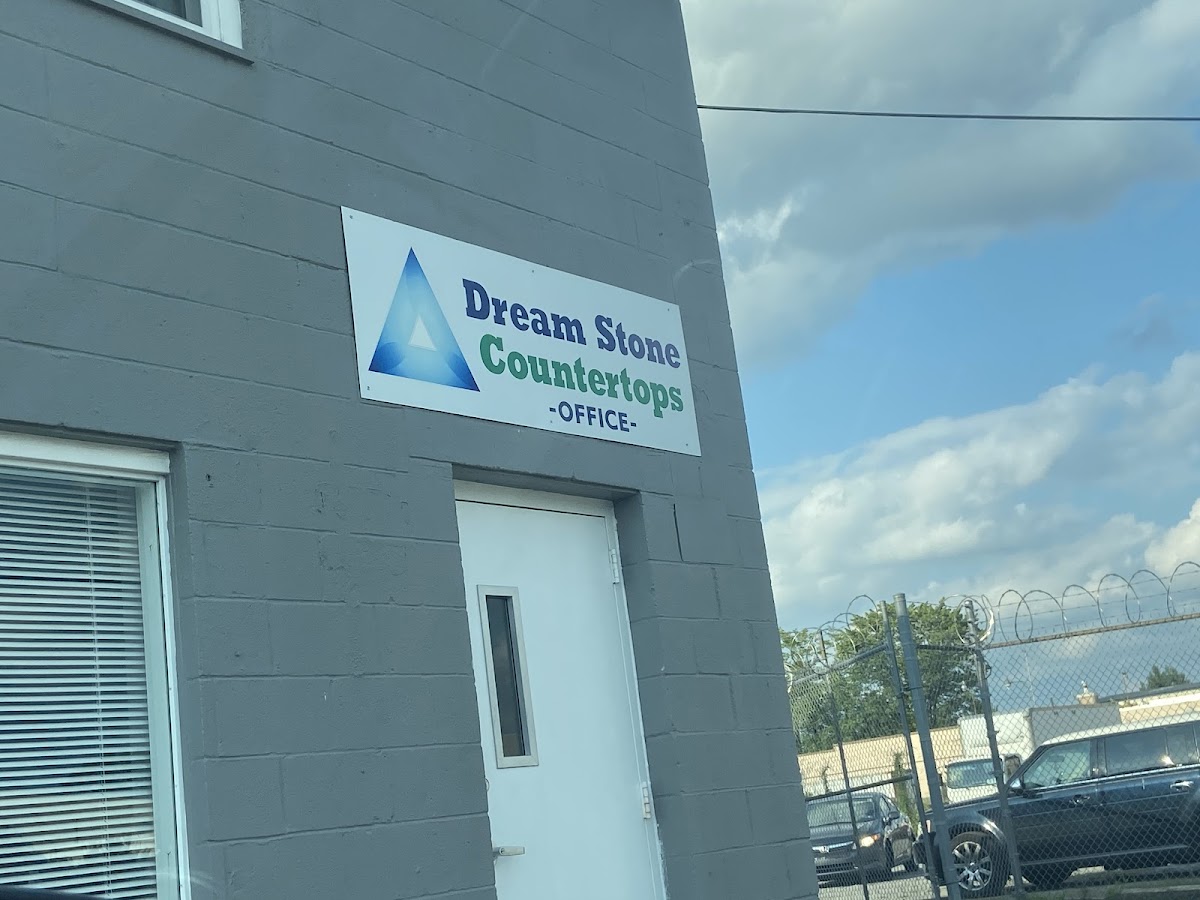 Dream Stone
Countertops
-OFFICE-